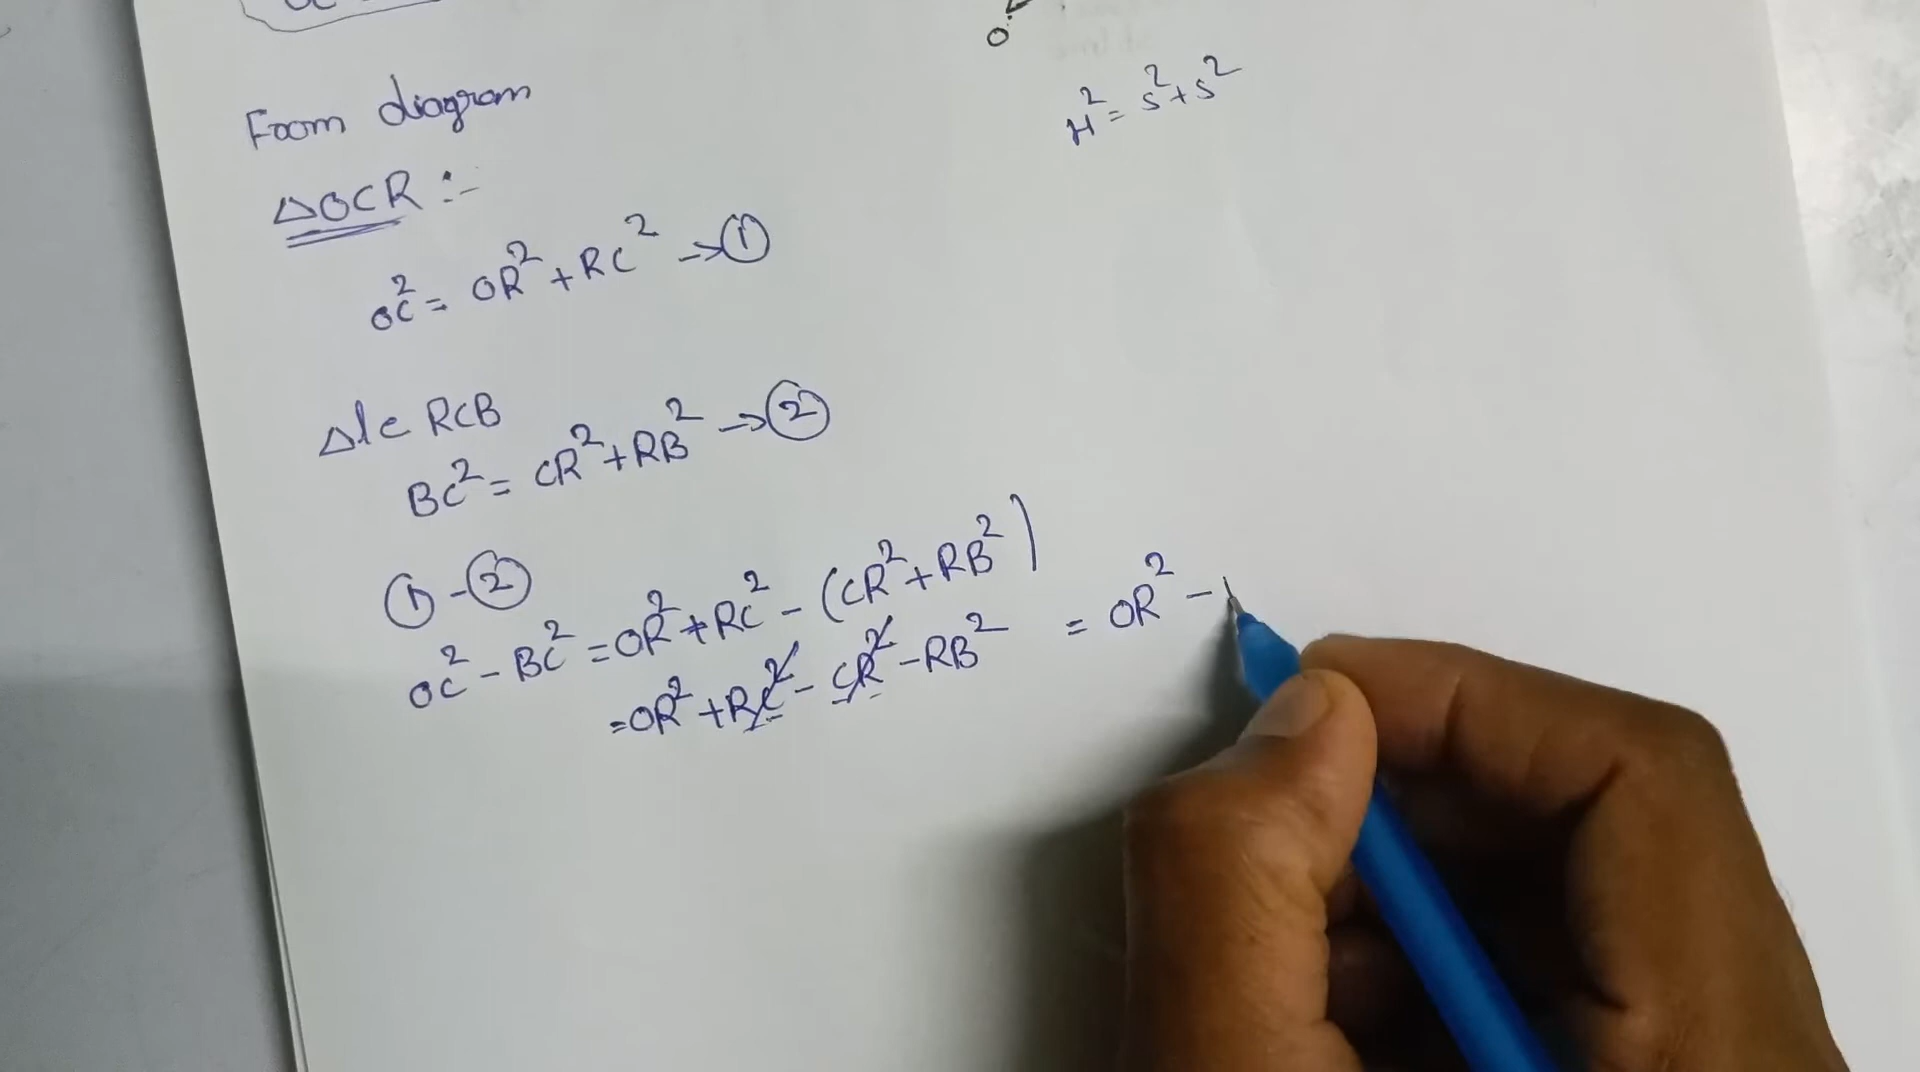 O
H² = S² + S²
From diagram
△OCR :-
OC² = OR² + RC² → ①
△le RCB
BC² = CR² + RB² → ②
① - ②
OC² - BC² = OR² + RC² - (CR² + RB²)
= OR² + RC² - CR² - RB² = OR² -